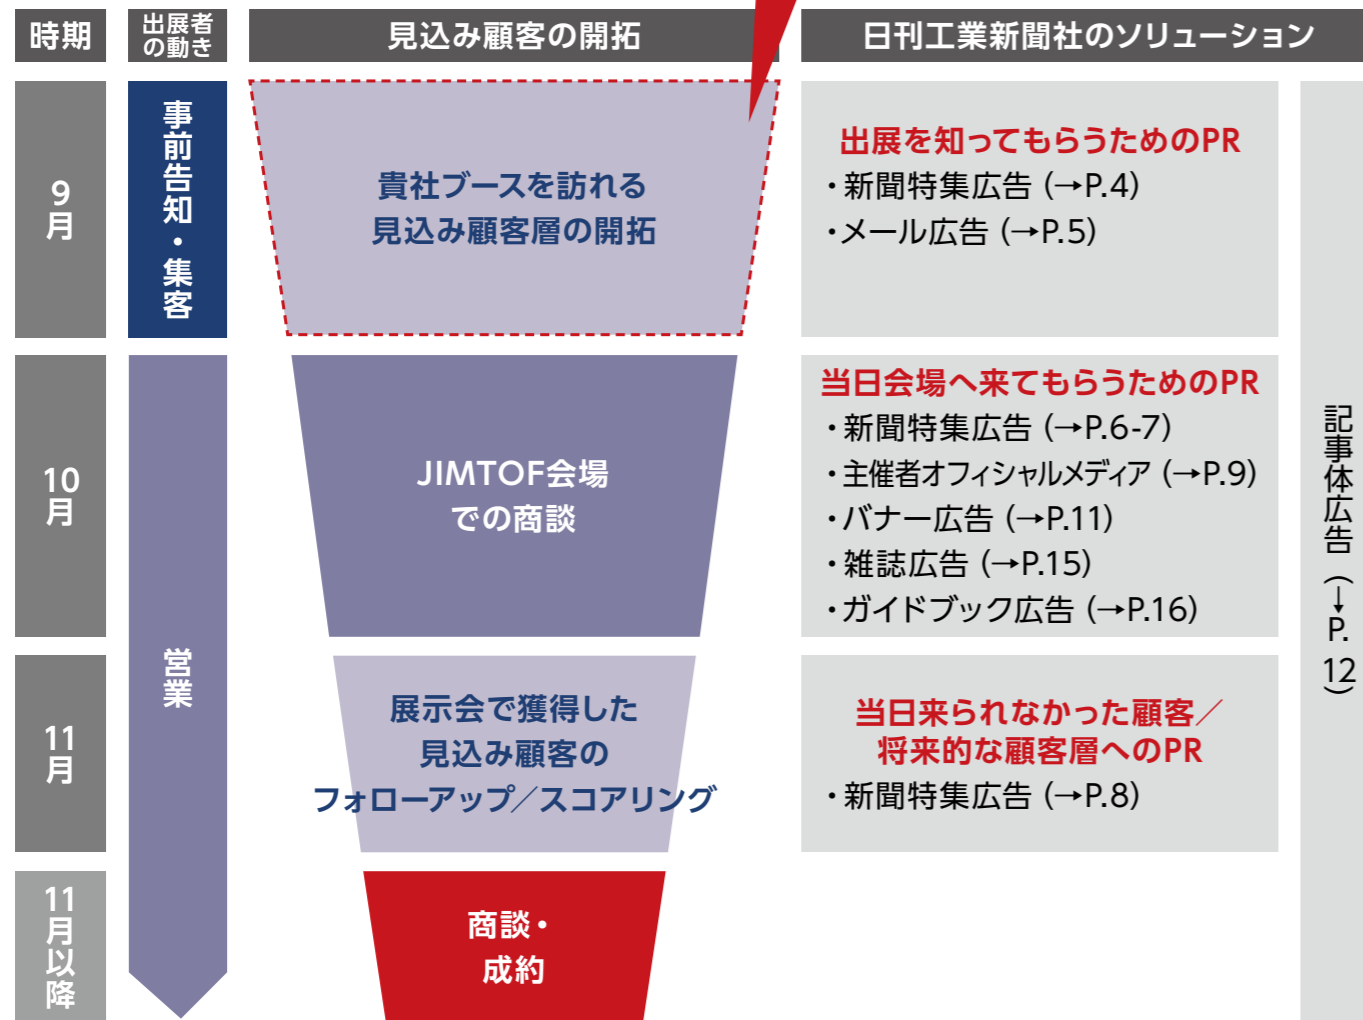 時期
出展者
の動き
見込み顧客の開拓
日刊工業新聞社のソリューション
9月
事前告知・集客
貴社ブースを訪れる
見込み顧客層の開拓
出展を知ってもらうためのPR
・新聞特集広告(→P.4)
・メール広告(→P.5)
10月
営業
JIMTOF会場
での商談
当日会場へ来てもらうためのPR
・新聞特集広告(→P.6-7)
・主催者オフィシャルメディア(→P.9)
・バナー広告(→P.11)
・雑誌広告(→P.15)
・ガイドブック広告(→P.16)
11月
展示会で獲得した
見込み顧客の
フォローアップ/スコアリング
当日来られなかった顧客/
将来的な顧客層へのPR
・新聞特集広告(→P.8)
11月以降
商談・
成約
記事体広告(→P.12)